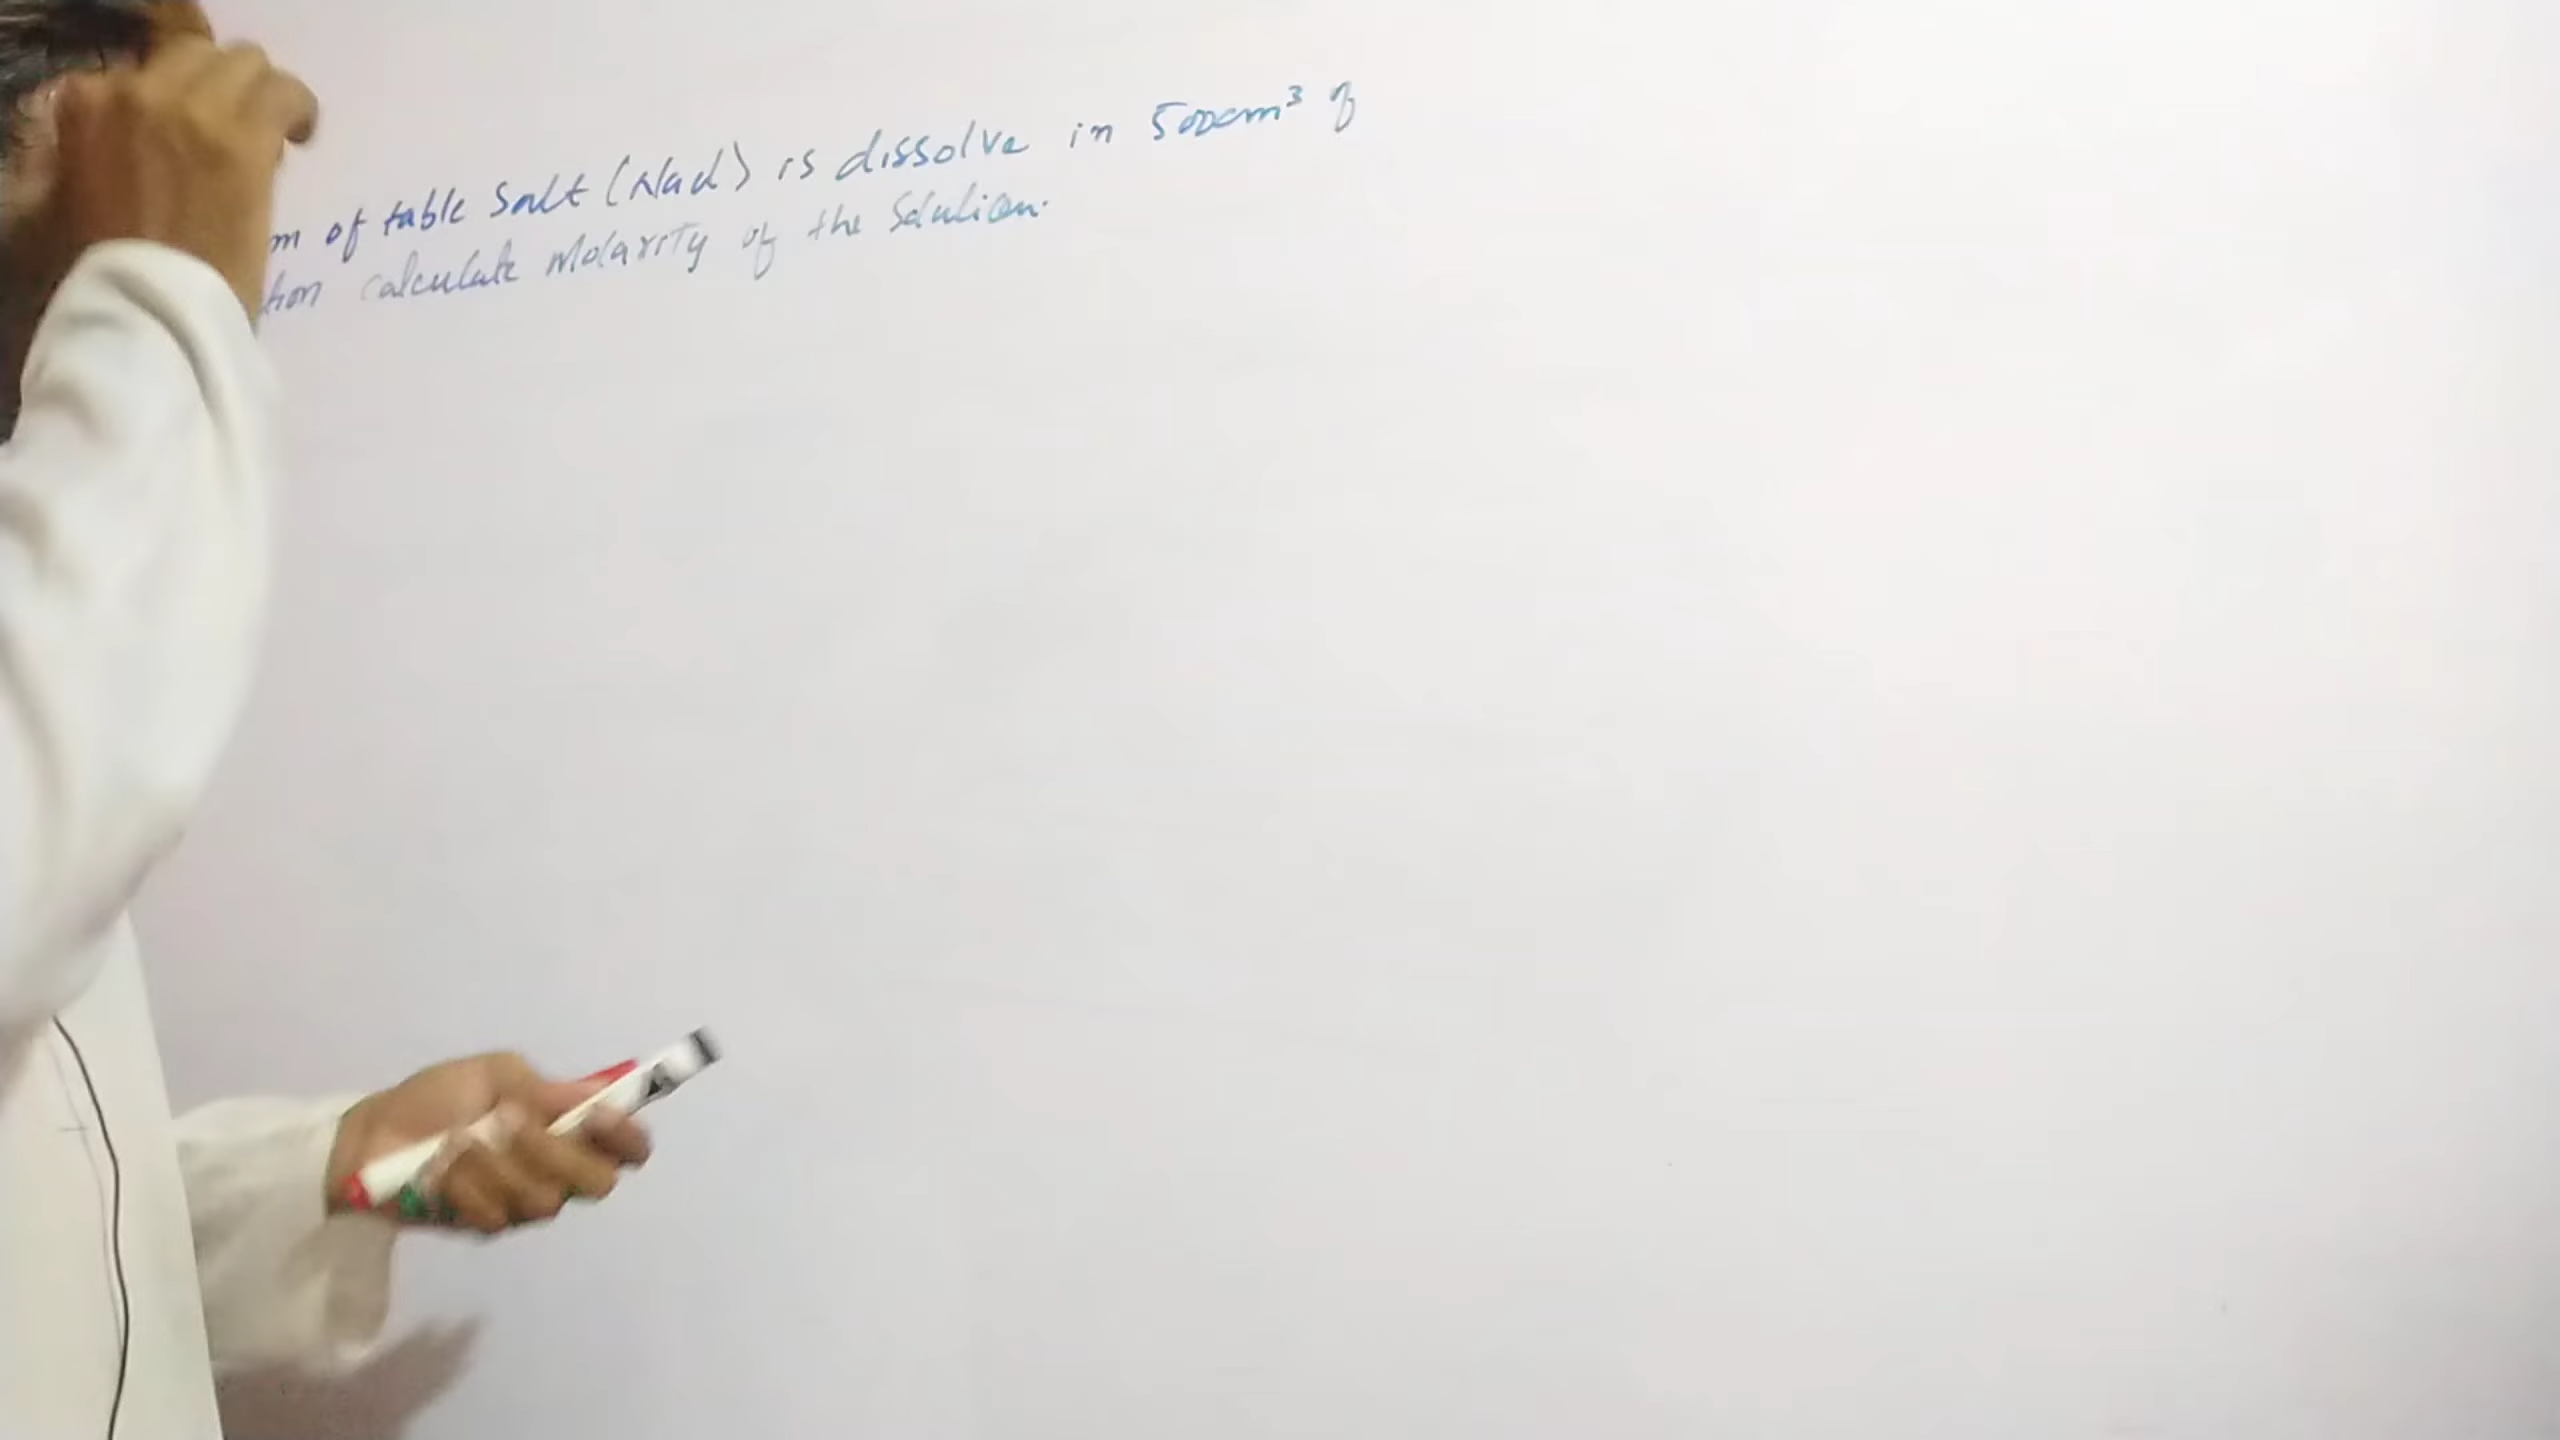 m of table salt (NaCl) is dissolve in 500cm³ of
tion calculate Molarity of the Solution.